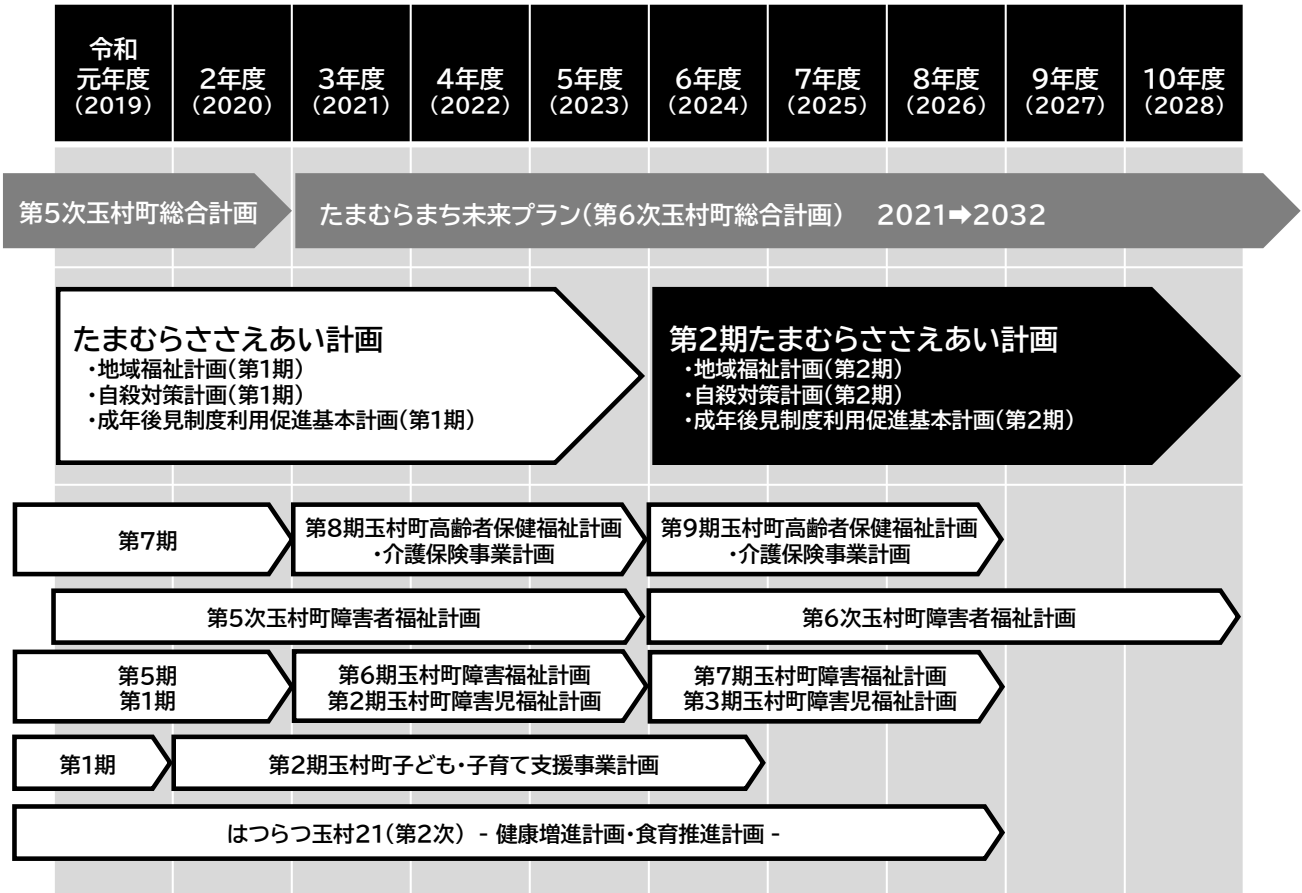 令和
元年度
（2019）
2年度
（2020）
3年度
（2021）
4年度
（2022）
5年度
（2023）
6年度
（2024）
7年度
（2025）
8年度
（2026）
9年度
（2027）
10年度
（2028）
第5次玉村町総合計画
たまむらまち未来プラン（第6次玉村町総合計画） 2021➡2032
たまむらささえあい計画
・地域福祉計画（第1期）
・自殺対策計画（第1期）
・成年後見制度利用促進基本計画（第1期）
第2期たまむらささえあい計画
・地域福祉計画（第2期）
・自殺対策計画（第2期）
・成年後見制度利用促進基本計画（第2期）
第7期
第8期玉村町高齢者保健福祉計画
・介護保険事業計画
第9期玉村町高齢者保健福祉計画
・介護保険事業計画
第5次玉村町障害者福祉計画
第6次玉村町障害者福祉計画
第5期
第1期
第6期玉村町障害福祉計画
第2期玉村町障害児福祉計画
第7期玉村町障害福祉計画
第3期玉村町障害児福祉計画
第1期
第2期玉村町子ども・子育て支援事業計画
はつらつ玉村21（第2次） - 健康増進計画・食育推進計画 -